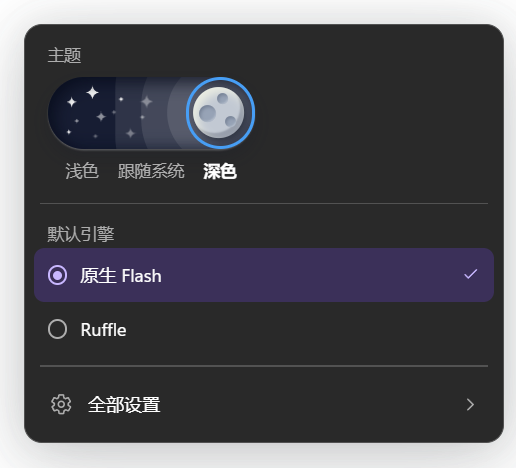 主题
浅色 跟随系统 深色
默认引擎
原生 Flash
Ruffle
全部设置